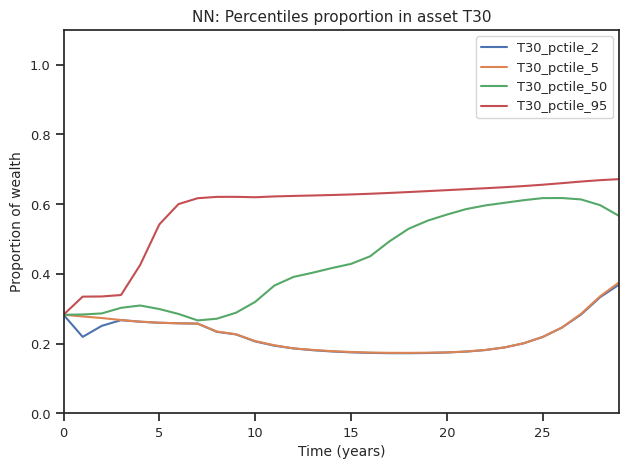 NN: Percentiles proportion in asset T30
T30_pctile_2
T30_pctile_5
T30_pctile_50
T30_pctile_95
Proportion of wealth
1.0
0.8
0.6
0.4
0.2
0.0
0 5 10 15 20 25
Time (years)